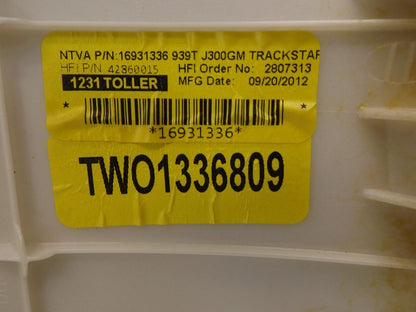 NTVA P/N:16931336 939T J300GM TRACKSTAR
HFI P/N 42860015 HFI Order No: 2807313
1231 TOLLER MFG Date: 09/20/2012
* *
*16931336*
TWO1336809